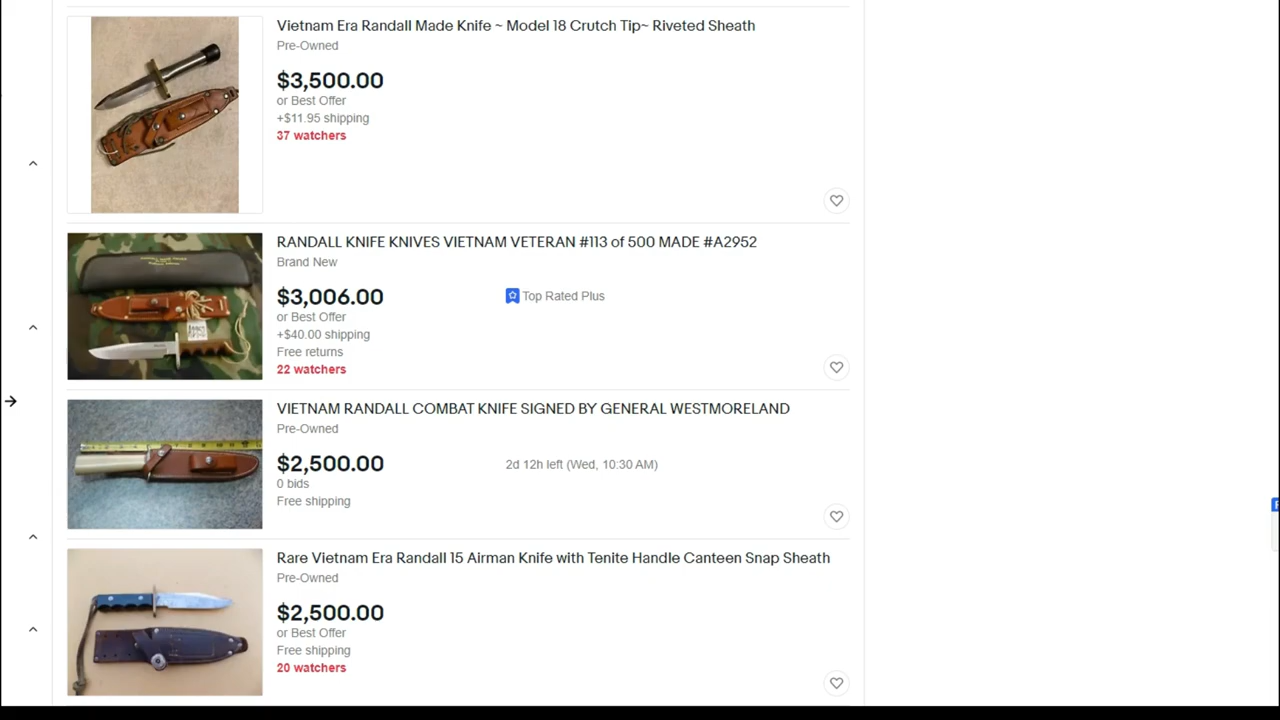 Vietnam Era Randall Made Knife ~ Model 18 Crutch Tip~ Riveted Sheath
Pre-Owned
$3,500.00
or Best Offer
+$11.95 shipping
37 watchers
RANDALL KNIFE KNIVES VIETNAM VETERAN #113 of 500 MADE #A2952
Brand New
$3,006.00
Top Rated Plus
or Best Offer
+$40.00 shipping
Free returns
22 watchers
VIETNAM RANDALL COMBAT KNIFE SIGNED BY GENERAL WESTMORELAND
Pre-Owned
$2,500.00
2d 12h left (Wed, 10:30 AM)
0 bids
Free shipping
Rare Vietnam Era Randall 15 Airman Knife with Tenite Handle Canteen Snap Sheath
Pre-Owned
$2,500.00
or Best Offer
Free shipping
20 watchers